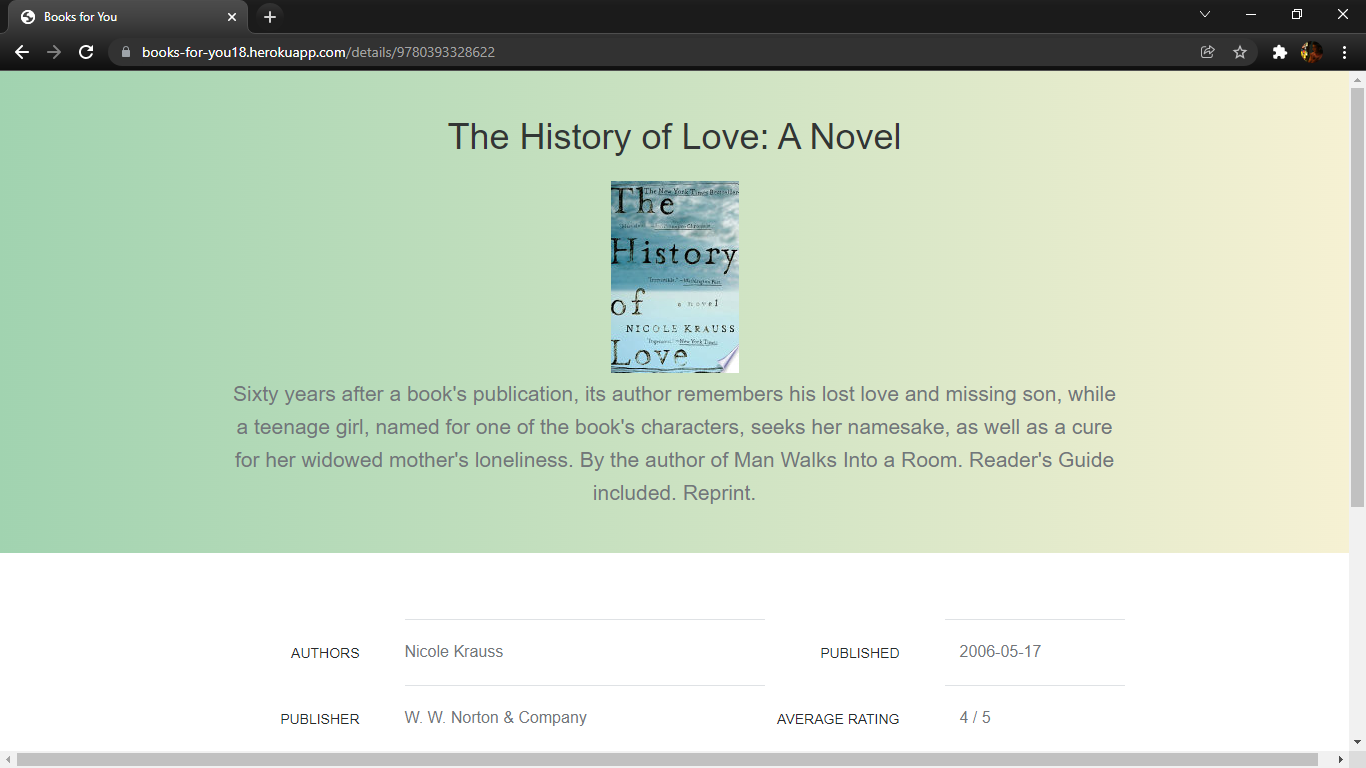 Books for You
books-for-you18.herokuapp.com/details/9780393328622
The History of Love: A Novel
The New York Times Bestseller
The
History
"—Washington Post
of
a novel
NICOLE KRAUSS
—New York Times
Love
Sixty years after a book's publication, its author remembers his lost love and missing son, while
a teenage girl, named for one of the book's characters, seeks her namesake, as well as a cure
for her widowed mother's loneliness. By the author of Man Walks Into a Room. Reader's Guide
included. Reprint.
AUTHORS Nicole Krauss PUBLISHED 2006-05-17
PUBLISHER W. W. Norton & Company AVERAGE RATING 4 / 5